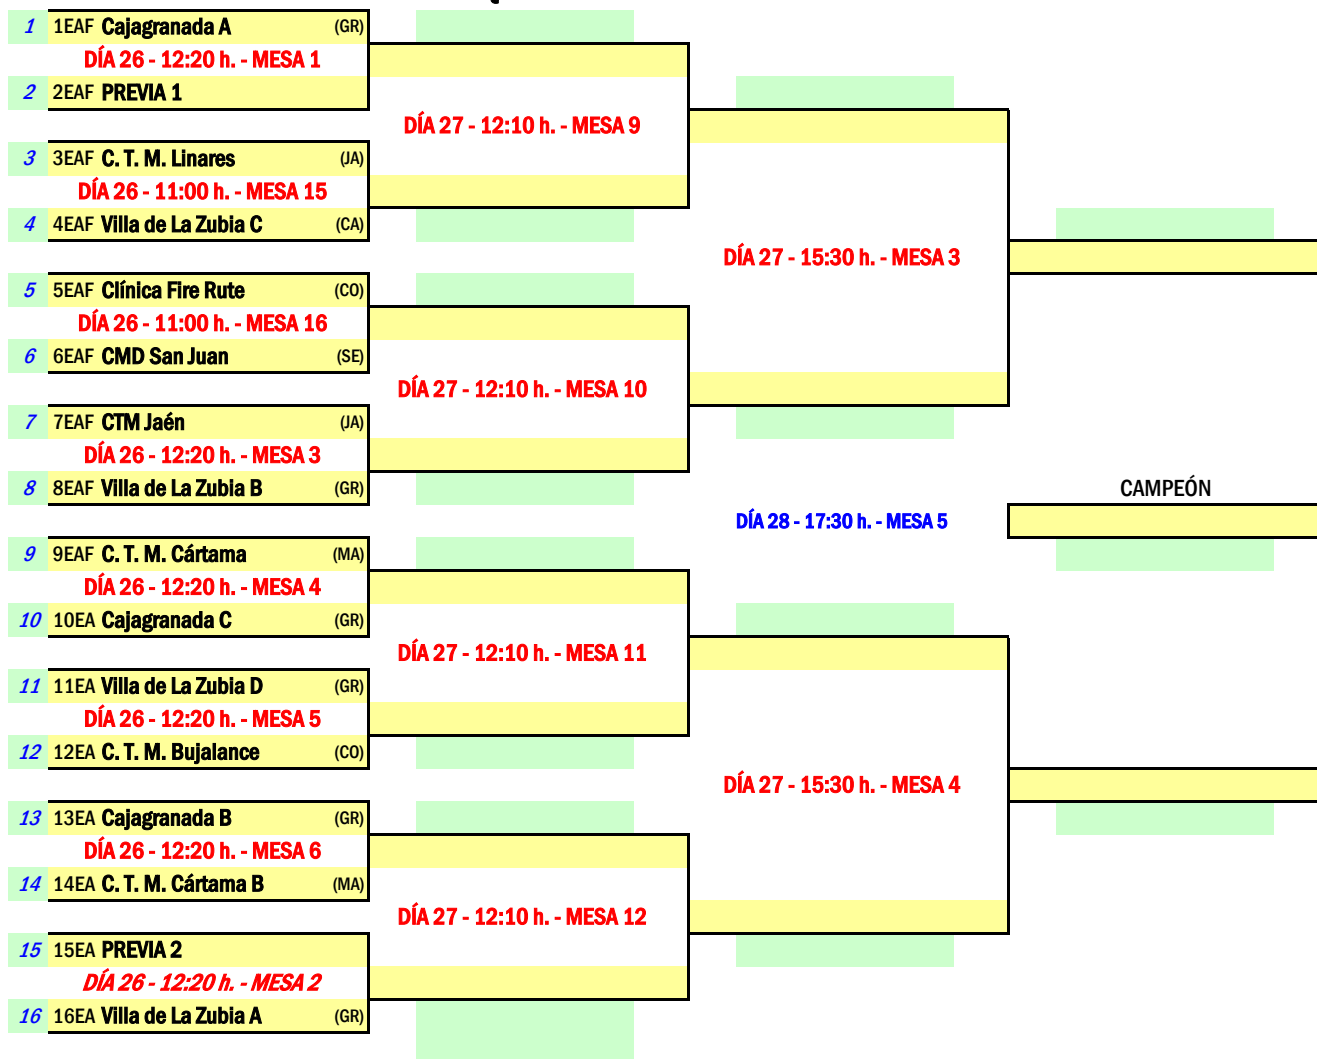 1 1EAF Cajagranada A (GR)
DÍA 26 - 12:20 h. - MESA 1
2 2EAF PREVIA 1
DÍA 27 - 12:10 h. - MESA 9
3 3EAF C. T. M. Linares (JA)
DÍA 26 - 11:00 h. - MESA 15
4 4EAF Villa de La Zubia C (CA)
DÍA 27 - 15:30 h. - MESA 3
5 5EAF Clínica Fire Rute (CO)
DÍA 26 - 11:00 h. - MESA 16
6 6EAF CMD San Juan (SE)
DÍA 27 - 12:10 h. - MESA 10
7 7EAF CTM Jaén (JA)
DÍA 26 - 12:20 h. - MESA 3
8 8EAF Villa de La Zubia B (GR)
CAMPEÓN
DÍA 28 - 17:30 h. - MESA 5
9 9EAF C. T. M. Cártama (MA)
DÍA 26 - 12:20 h. - MESA 4
10 10EA Cajagranada C (GR)
DÍA 27 - 12:10 h. - MESA 11
11 11EA Villa de La Zubia D (GR)
DÍA 26 - 12:20 h. - MESA 5
12 12EA C. T. M. Bujalance (CO)
DÍA 27 - 15:30 h. - MESA 4
13 13EA Cajagranada B (GR)
DÍA 26 - 12:20 h. - MESA 6
14 14EA C. T. M. Cártama B (MA)
DÍA 27 - 12:10 h. - MESA 12
15 15EA PREVIA 2
DÍA 26 - 12:20 h. - MESA 2
16 16EA Villa de La Zubia A (GR)